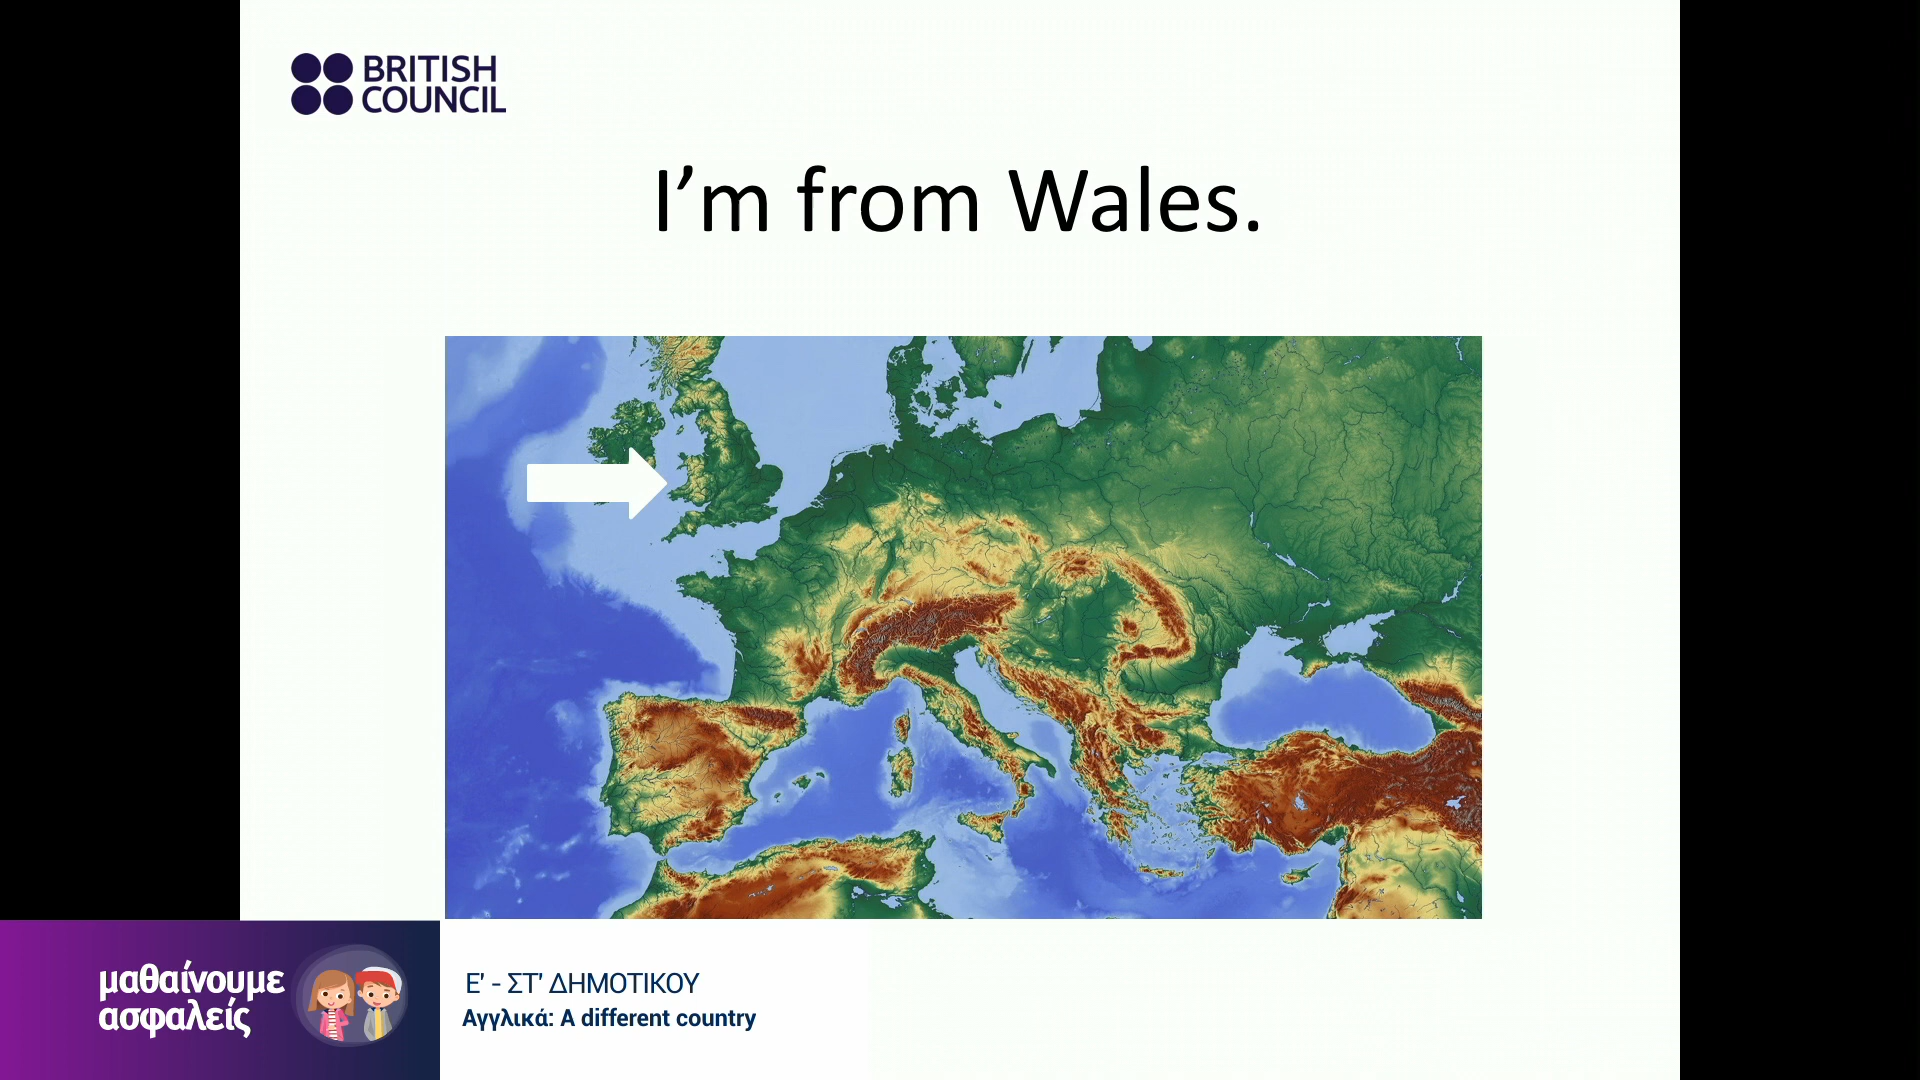 BRITISH
COUNCIL
I’m from Wales.
μαθαίνουμε
ασφαλείς
Ε' - ΣΤ' ΔΗΜΟΤΙΚΟΥ
Αγγλικά: A different country